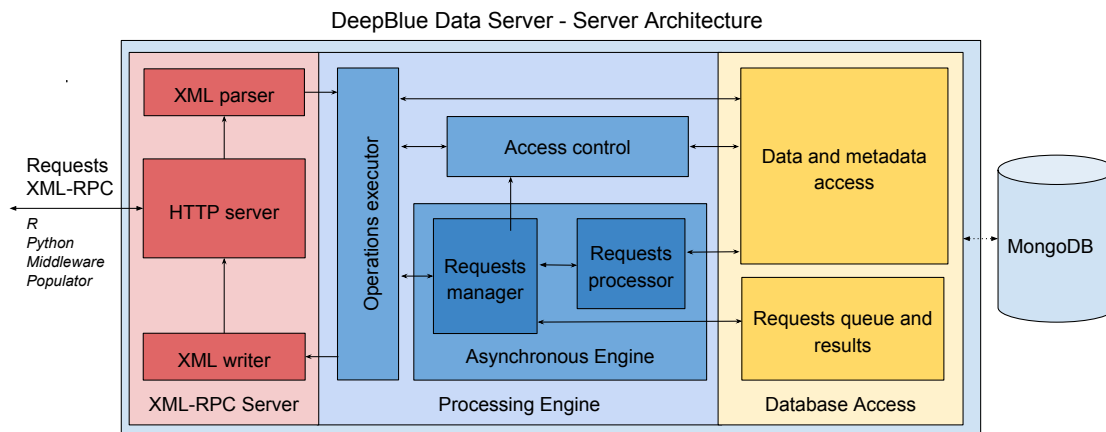 DeepBlue Data Server - Server Architecture
XML parser
HTTP server
XML writer
XML-RPC Server
Requests
XML-RPC
R
Python
Middleware
Populator
Operations executor
Access control
Requests
manager
Requests
processor
Asynchronous Engine
Processing Engine
Data and metadata
access
Requests queue and
results
Database Access
MongoDB